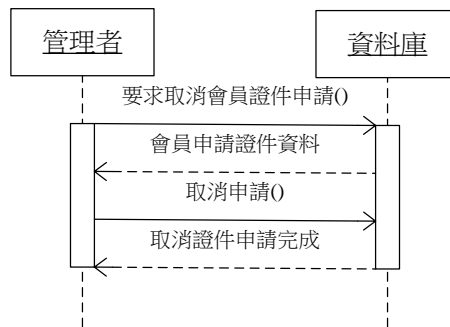 管理者
資料庫
要求取消會員證件申請()
會員申請證件資料
取消申請()
取消證件申請完成